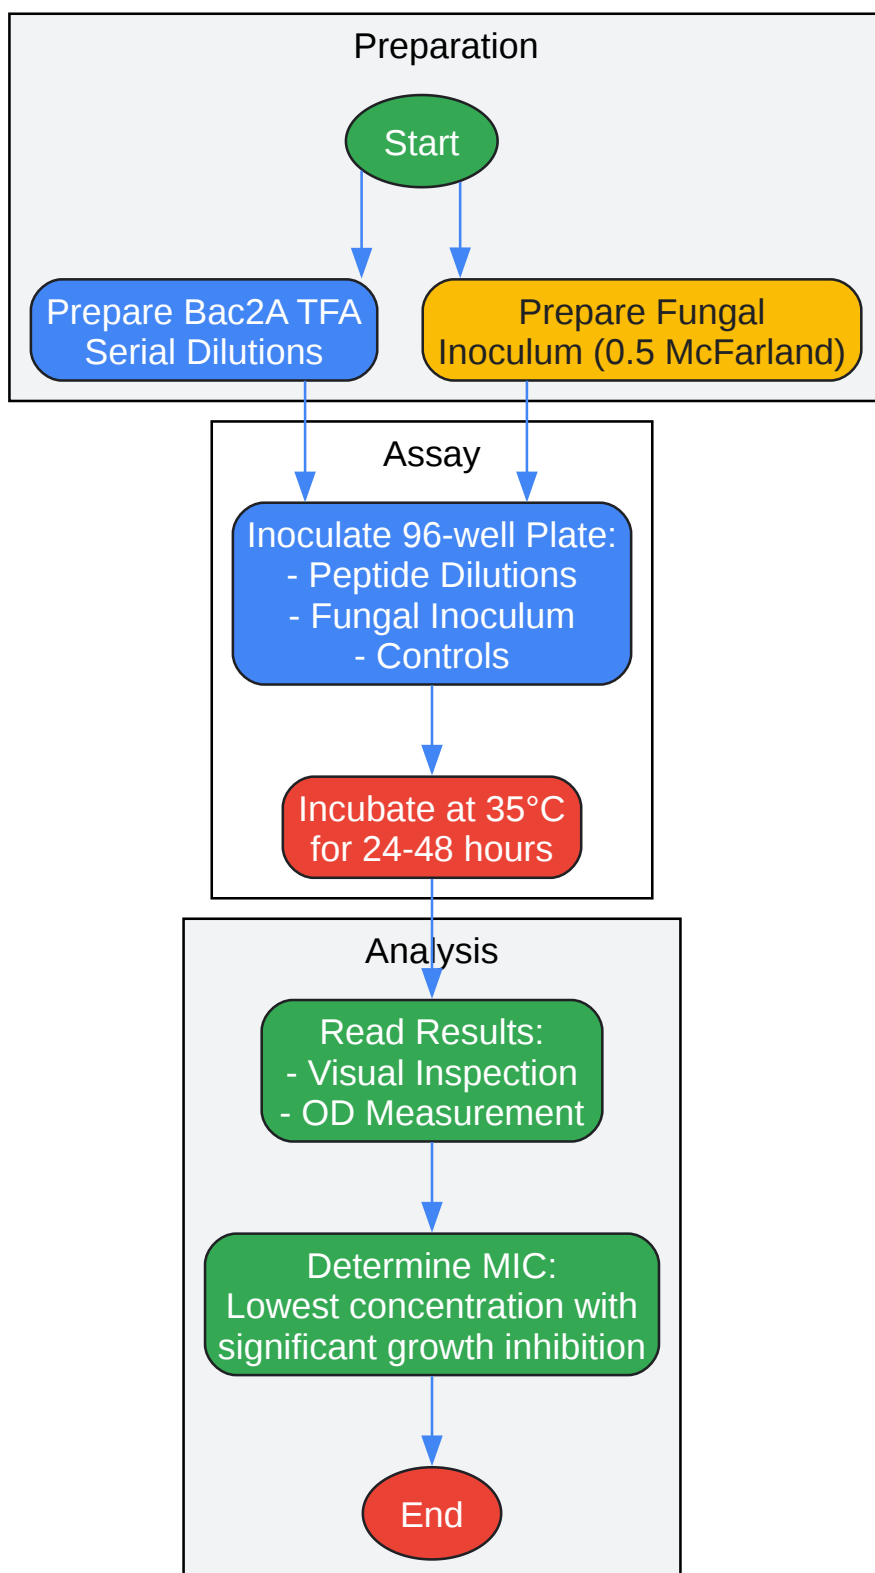 Preparation
Start
Prepare Bac2A TFA
Serial Dilutions
Prepare Fungal
Inoculum (0.5 McFarland)
Assay
Inoculate 96-well Plate:
- Peptide Dilutions
- Fungal Inoculum
- Controls
Incubate at 35°C
for 24-48 hours
Analysis
Read Results:
- Visual Inspection
- OD Measurement
Determine MIC:
Lowest concentration with
significant growth inhibition
End